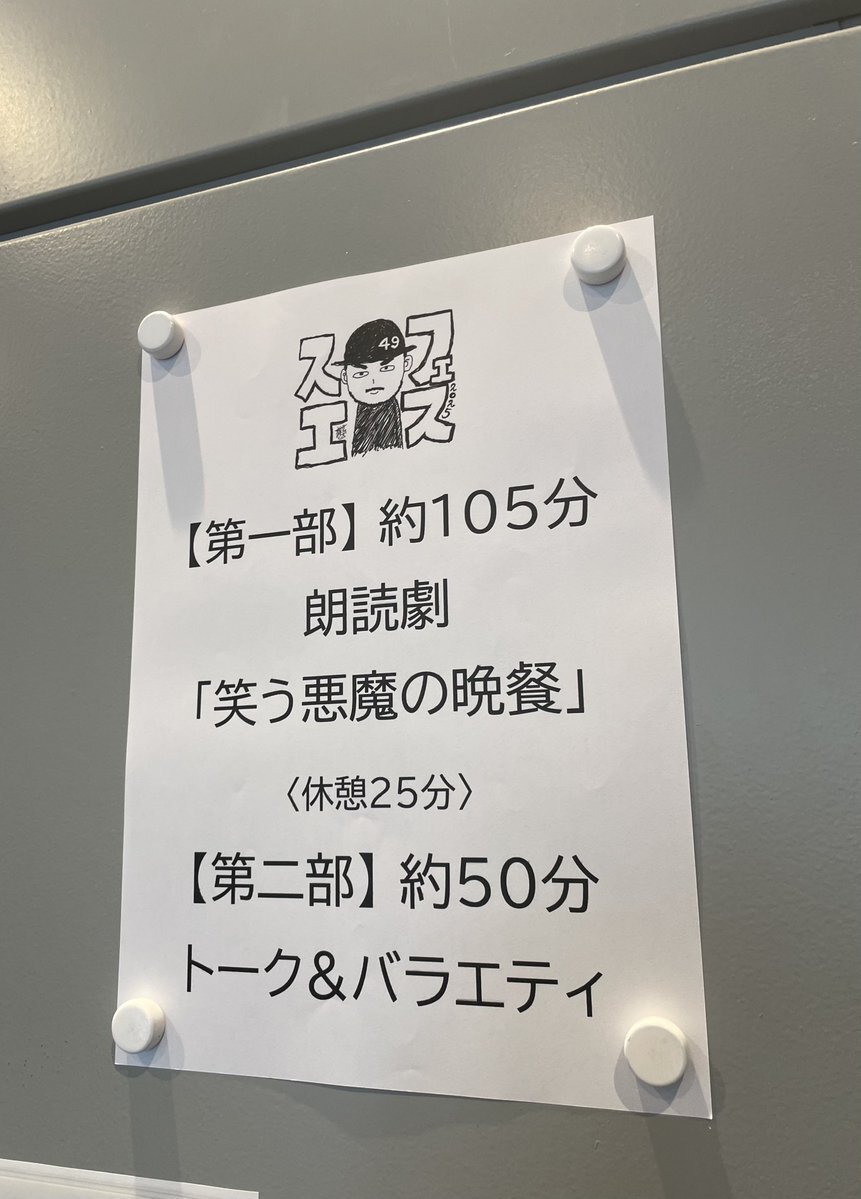 スエ
フェス
2025
49
【第一部】約105分
朗読劇
「笑う悪魔の晩餐」
〈休憩25分〉
【第二部】約50分
トーク&バラエティ